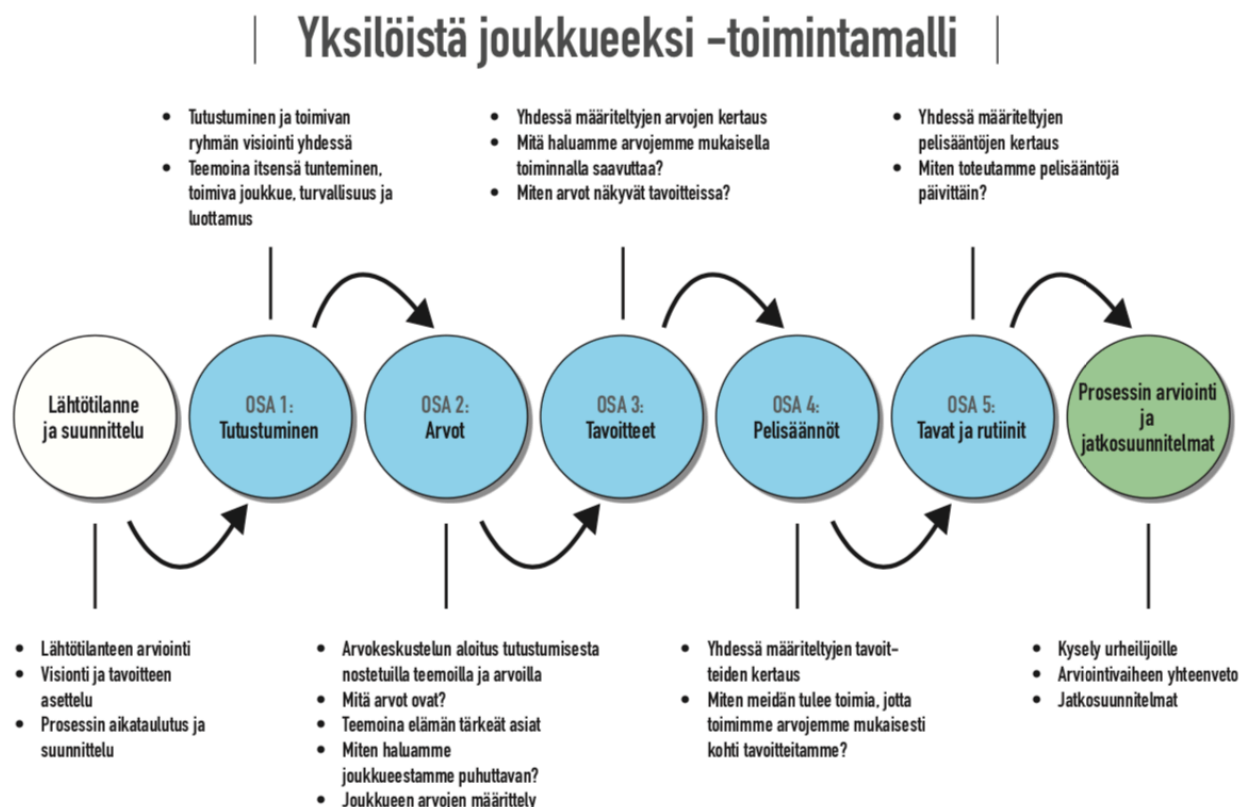 Yksilöistä joukkueeksi –toimintamalli
• Tutustuminen ja toimivan
ryhmän visiointi yhdessä
• Teemoina itsensä tunteminen,
toimiva joukkue, turvallisuus ja
luottamus
• Yhdessä määriteltyjen arvojen kertaus
• Mitä haluamme arvojemme mukaisella
toiminnalla saavuttaa?
• Miten arvot näkyvät tavoitteissa?
• Yhdessä määriteltyjen
pelisääntöjen kertaus
• Miten toteutamme pelisääntöjä
päivittäin?
Lähtötilanne
ja suunnittelu
OSA 1:
Tutustuminen
OSA 2:
Arvot
OSA 3:
Tavoitteet
OSA 4:
Pelisäännöt
OSA 5:
Tavat ja rutiinit
Prosessin arviointi
ja
jatkosuunnitelmat
• Lähtötilanteen arviointi
• Visionti ja tavoitteen
asettelu
• Prosessin aikataulutus ja
suunnittelu
• Arvokeskustelun aloitus tutustumisesta
nostetuilla teemoilla ja arvoilla
• Mitä arvot ovat?
• Teemoina elämän tärkeät asiat
• Miten haluamme
joukkueestamme puhuttavan?
• Joukkueen arvojen määrittely
• Yhdessä määriteltyjen tavoit–
teiden kertaus
• Miten meidän tulee toimia, jotta
toimimme arvojemme mukaisesti
kohti tavoitteitamme?
• Kysely urheilijoille
• Arviointivaiheen yhteenveto
• Jatkosuunnitelmat